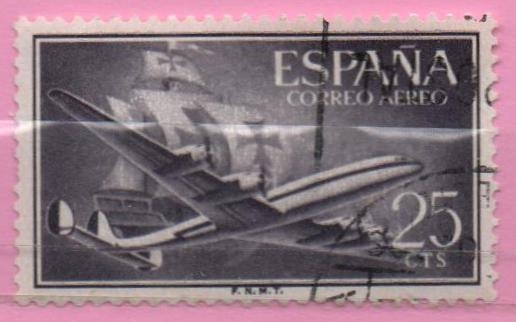 ESPAÑA
CORREO AEREO
25
CTS
F.N.M.T.